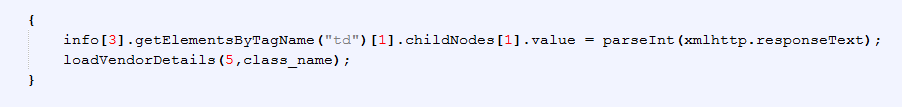 {
info[3].getElementsByTagName("td")[1].childNodes[1].value = parseInt(xmlhttp.responseText);
loadVendorDetails(5,class_name);
}